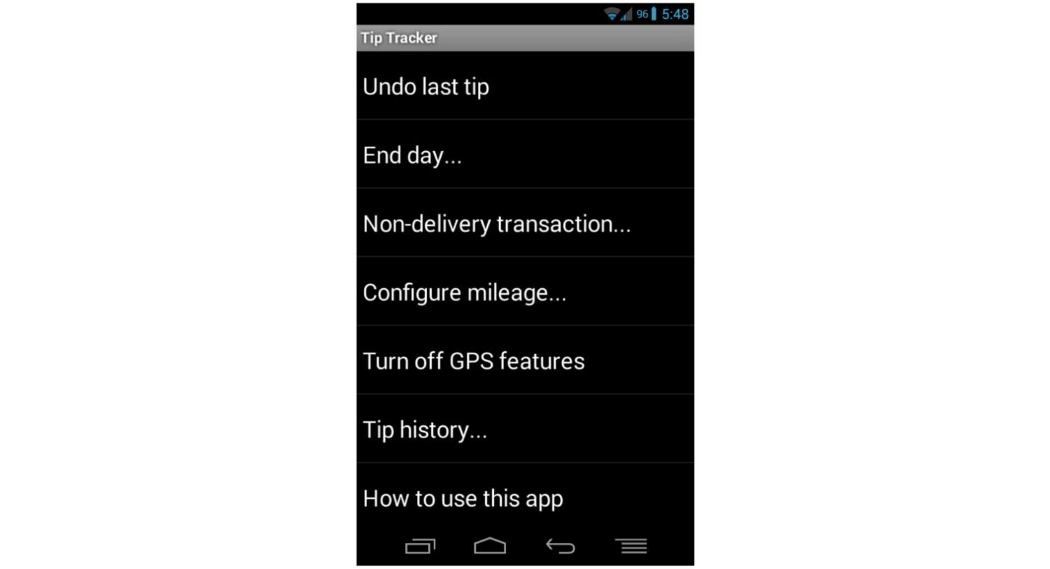 96 5:48
Tip Tracker
Undo last tip
End day...
Non-delivery transaction...
Configure mileage...
Turn off GPS features
Tip history...
How to use this app